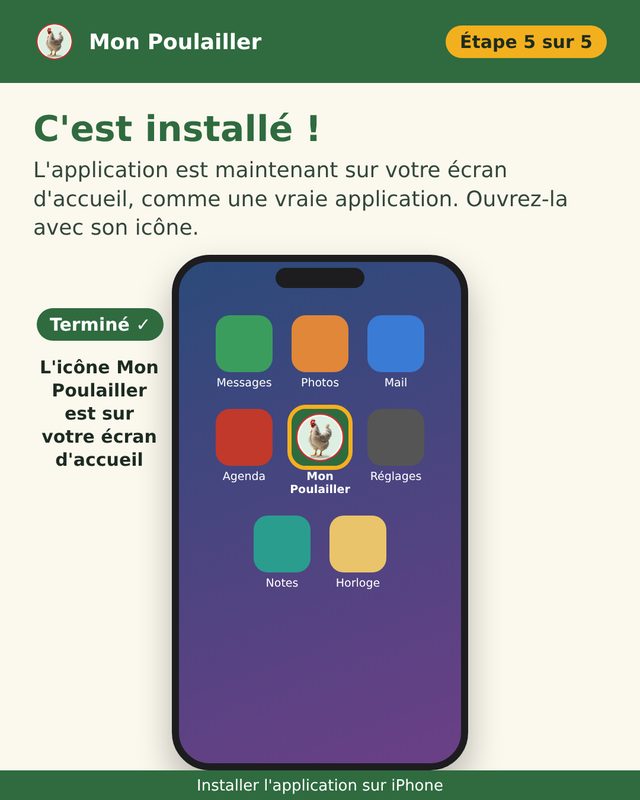 Mon Poulailler
Étape 5 sur 5
C'est installé !
L'application est maintenant sur votre écran
d'accueil, comme une vraie application. Ouvrez-la
avec son icône.
Terminé ✓
L'icône Mon
Poulailler
est sur
votre écran
d'accueil
Messages
Photos
Mail
Agenda
Mon
Poulailler
Réglages
Notes
Horloge
Installer l'application sur iPhone